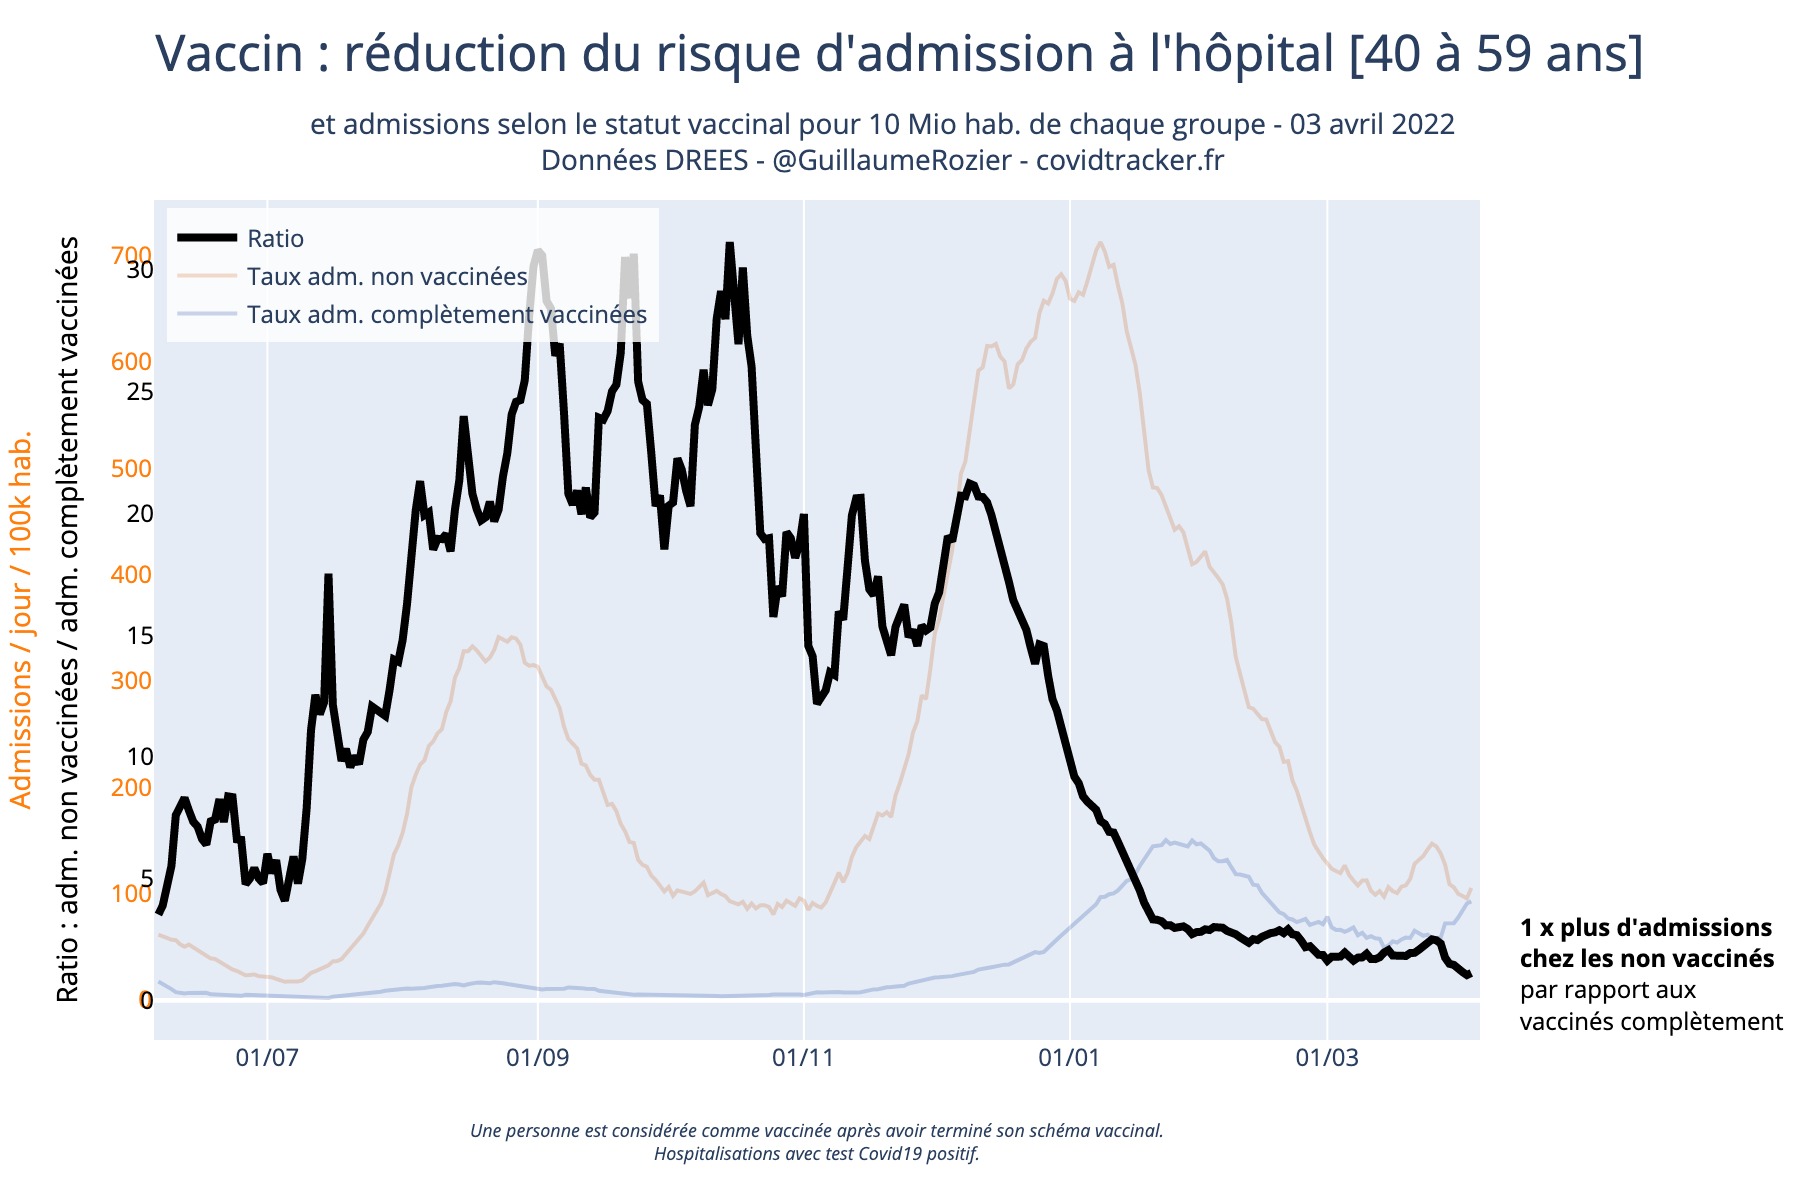 Vaccin : réduction du risque d'admission à l'hôpital [40 à 59 ans]
et admissions selon le statut vaccinal pour 10 Mio hab. de chaque groupe - 03 avril 2022
Données DREES - @GuillaumeRozier - covidtracker.fr
Ratio
Taux adm. non vaccinées
Taux adm. complètement vaccinées
Admissions / jour / 100k hab.
Ratio : adm. non vaccinées / adm. complètement vaccinées
700
30
600
25
500
20
400
15
300
10
200
5
100
0
0
01/07
01/09
01/11
01/01
01/03
1 x plus d'admissions
chez les non vaccinés
par rapport aux
vaccinés complètement
Une personne est considérée comme vaccinée après avoir terminé son schéma vaccinal.
Hospitalisations avec test Covid19 positif.